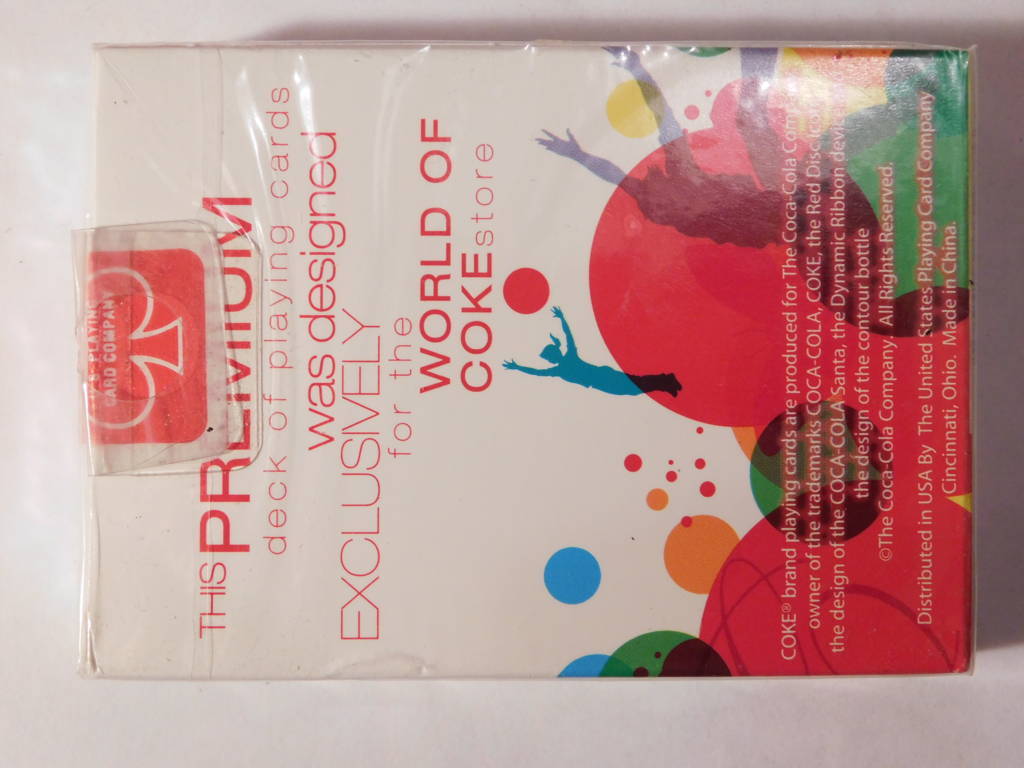 PLAYING
CARD COMPANY
THIS PREMIUM
deck of playing cards
was designed
EXCLUSIVELY
for the
WORLD OF
COKE store
COKE® brand playing cards are produced for The Coca-Cola Company,
owner of the trademarks COCA-COLA, COKE, the Red Disc Icon,
the design of the COCA-COLA Santa, the Dynamic Ribbon device
the design of the contour bottle
©The Coca-Cola Company. All Rights Reserved.
Distributed in USA By The United States Playing Card Company
Cincinnati, Ohio. Made in China.